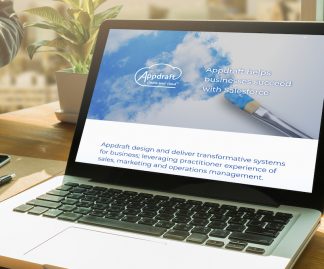 Appdraft
Appdraft helps
businesses succeed
with Salesforce
Appdraft design and deliver transformative systems
for business; leveraging practitioner experience of
sales, marketing and operations management.